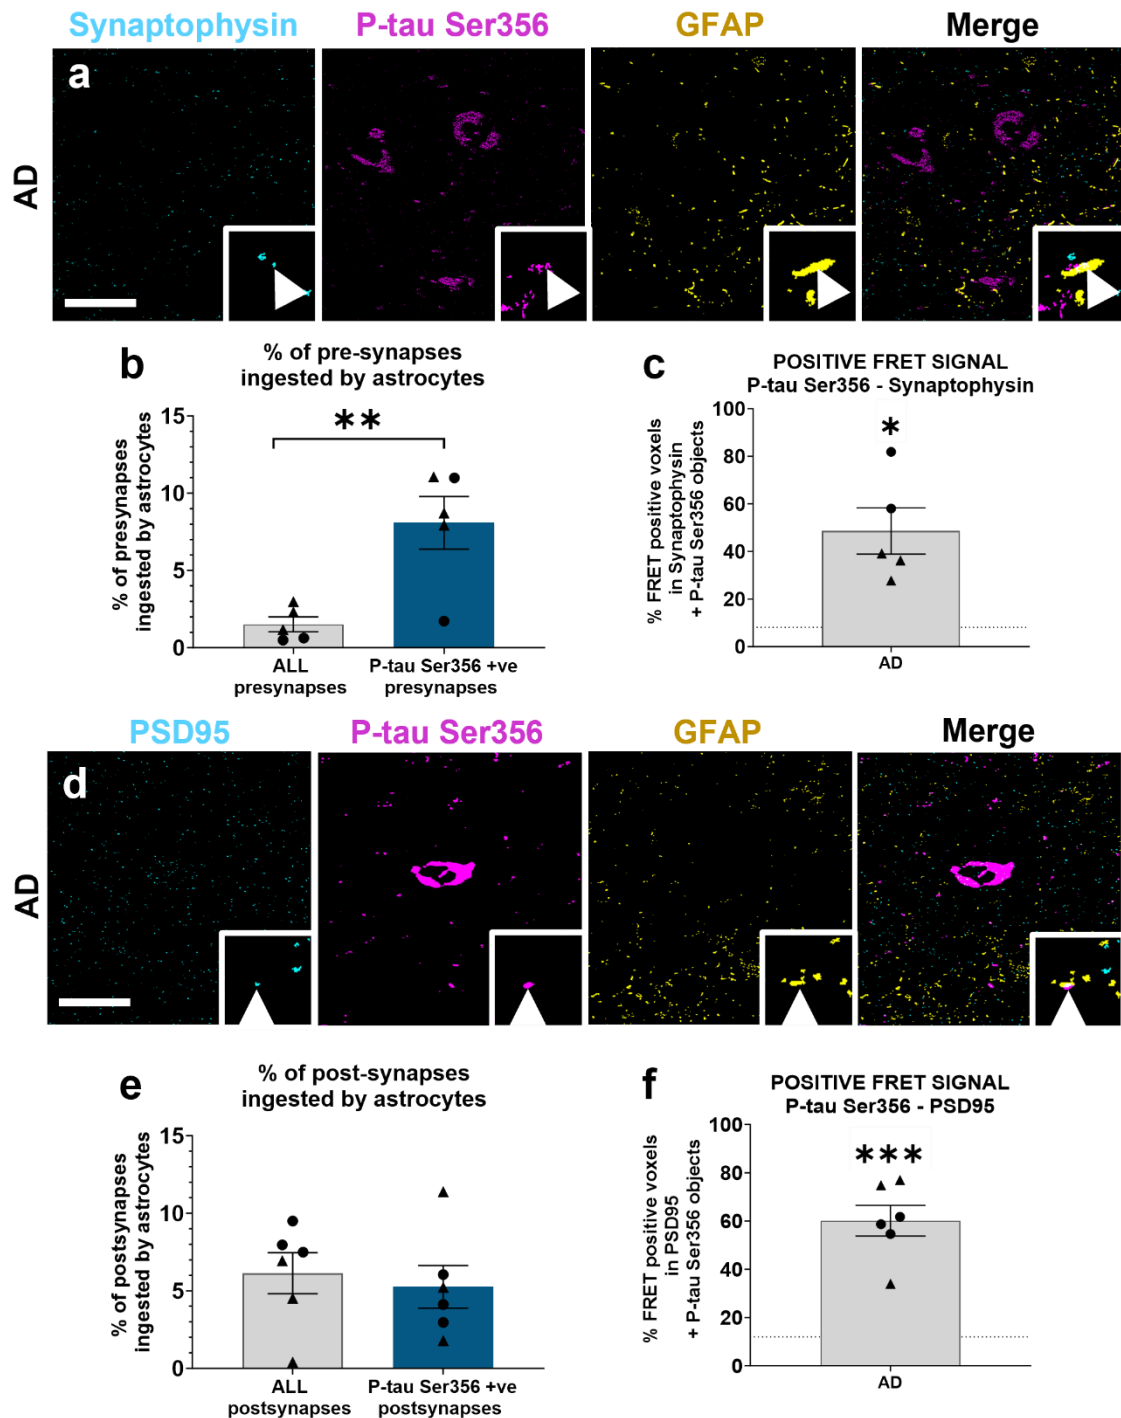 Synaptophysin P-tau Ser356 GFAP Merge
a
AD
b
% of pre-synapses
ingested by astrocytes
% of presynapses
ingested by astrocytes
15
10
5
0
**
ALL
presynapses
P-tau Ser356 +ve
presynapses
c
POSITIVE FRET SIGNAL
P-tau Ser356 - Synaptophysin
% FRET positive voxels
in Synaptophysin
+ P-tau Ser356 objects
100
80
60
40
20
0
*
AD
PSD95 P-tau Ser356 GFAP Merge
d
AD
e
% of post-synapses
ingested by astrocytes
% of postsynapses
ingested by astrocytes
15
10
5
0
ALL
postsynapses
P-tau Ser356 +ve
postsynapses
f
POSITIVE FRET SIGNAL
P-tau Ser356 - PSD95
% FRET positive voxels
in PSD95
+ P-tau Ser356 objects
100
80
60
40
20
0
***
AD